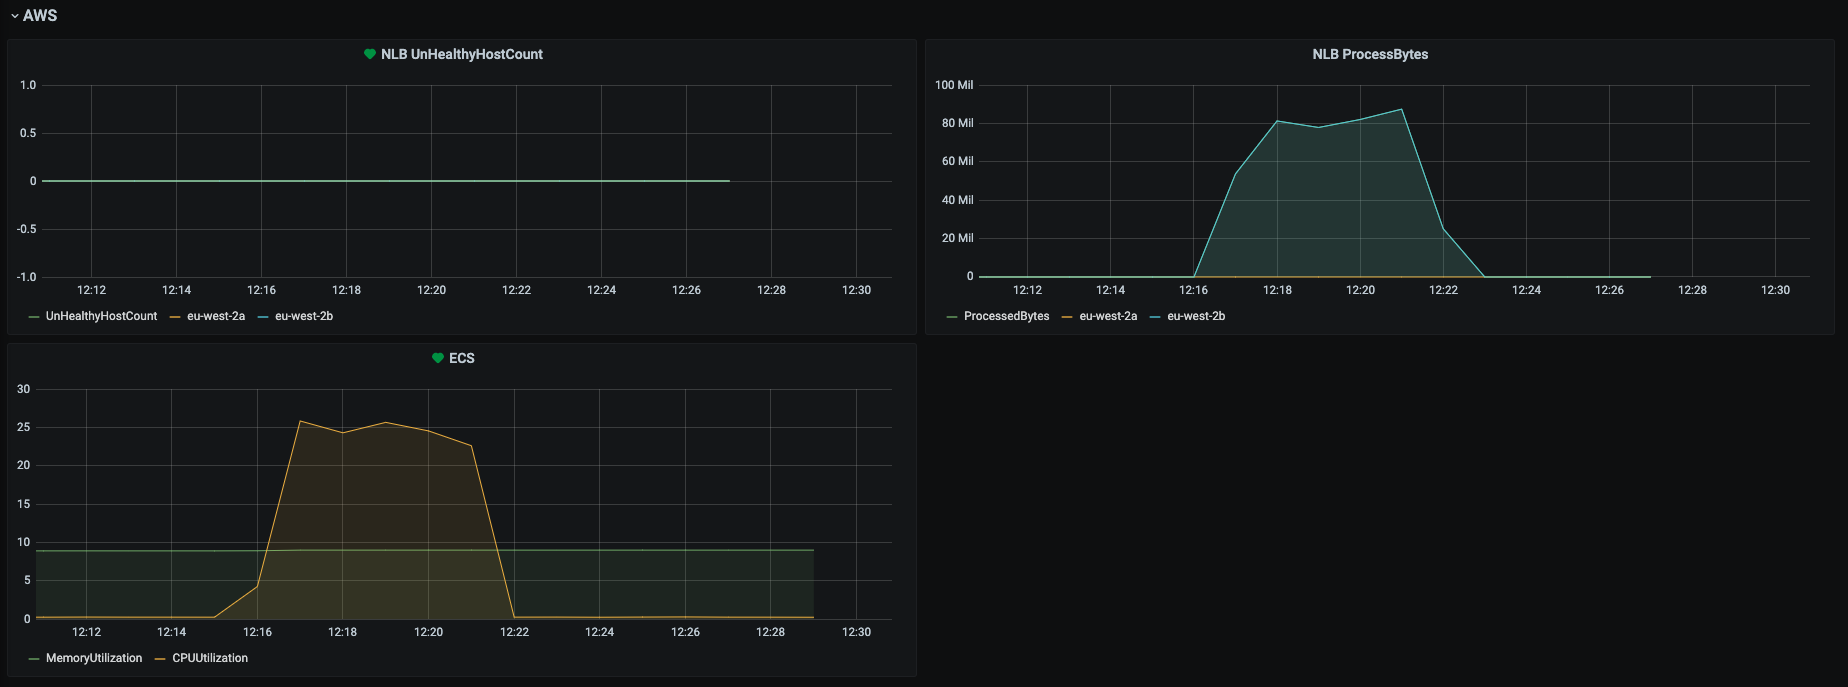 AWS
NLB UnHealthyHostCount
1.0
0.5
0
-0.5
-1.0
12:12 12:14 12:16 12:18 12:20 12:22 12:24 12:26 12:28 12:30
UnHealthyHostCount eu-west-2a eu-west-2b
NLB ProcessBytes
100 Mil
80 Mil
60 Mil
40 Mil
20 Mil
0
12:12 12:14 12:16 12:18 12:20 12:22 12:24 12:26 12:28 12:30
ProcessedBytes eu-west-2a eu-west-2b
ECS
30
25
20
15
10
5
0
12:12 12:14 12:16 12:18 12:20 12:22 12:24 12:26 12:28 12:30
MemoryUtilization CPUUtilization